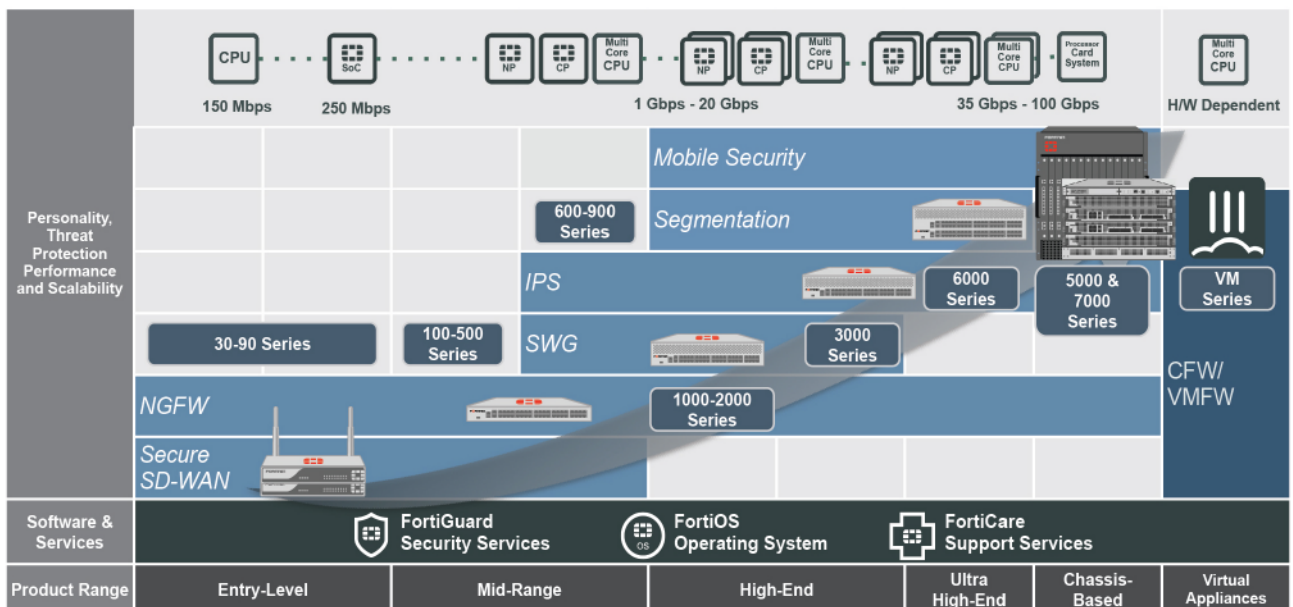 CPU
SoC
NP
CP
Multi
Core
CPU
NP
CP
Multi
Core
CPU
NP
CP
Multi
Core
CPU
Processor
Card
System
Multi
Core
CPU
150 Mbps
250 Mbps
1 Gbps - 20 Gbps
35 Gbps - 100 Gbps
H/W Dependent
Personality,
Threat
Protection
Performance
and Scalability
Mobile Security
600-900
Series
Segmentation
IPS
6000
Series
5000 &
7000
Series
VM
Series
30-90 Series
100-500
Series
SWG
3000
Series
CFW/
VMFW
NGFW
1000-2000
Series
Secure
SD-WAN
Software &
Services
FortiGuard
Security Services
OS
FortiOS
Operating System
FortiCare
Support Services
Product Range
Entry-Level
Mid-Range
High-End
Ultra
High-End
Chassis-
Based
Virtual
Appliances